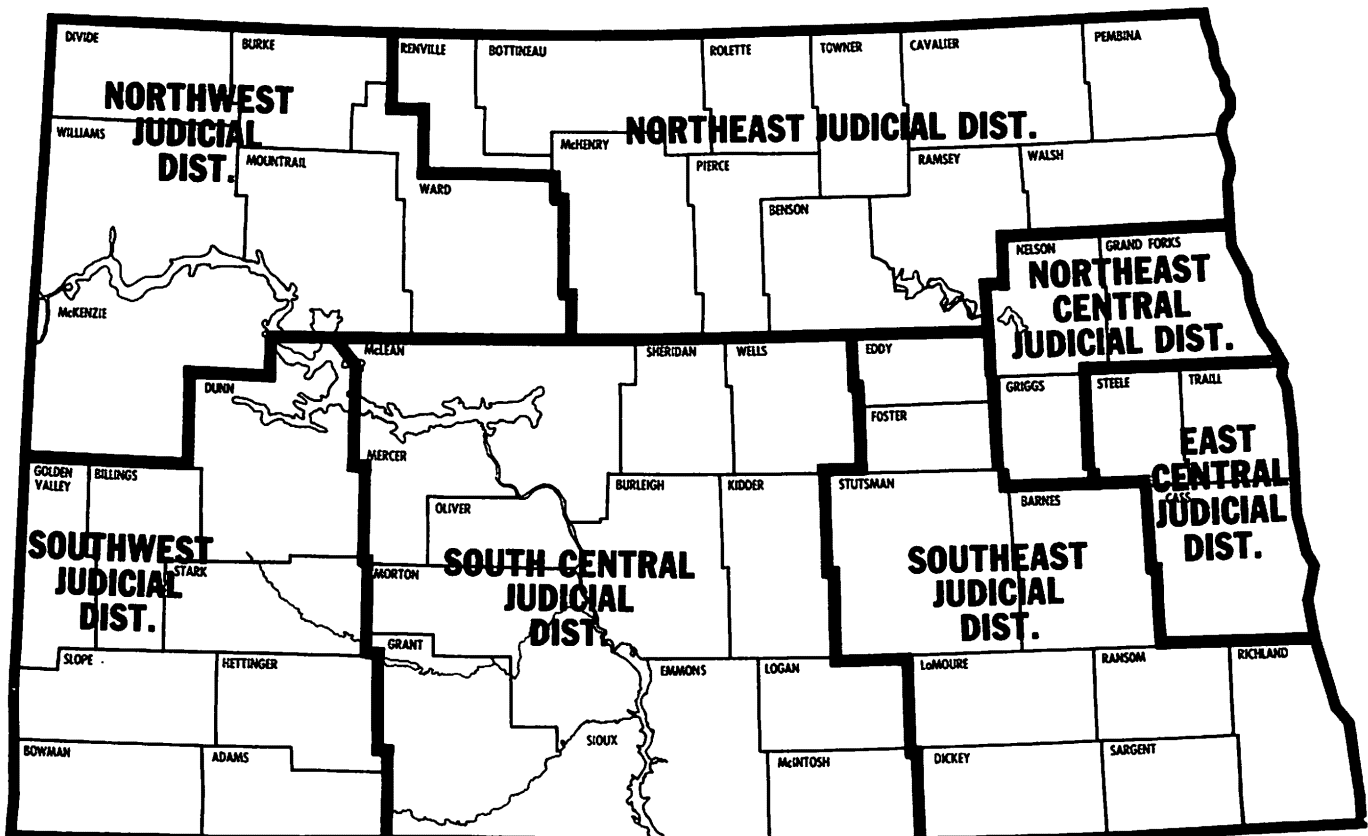 DIVIDE
BURKE
RENVILLE
BOTTINEAU
ROLETTE
TOWNER
CAVALIER
PEMBINA
NORTHWEST
JUDICIAL
DIST.
WILLIAMS
MOUNTRAIL
WARD
McHENRY
NORTHEAST JUDICIAL DIST.
PIERCE
RAMSEY
WALSH
BENSON
NELSON
GRAND FORKS
NORTHEAST
CENTRAL
JUDICIAL DIST.
McKENZIE
DUNN
McLEAN
SHERIDAN
WELLS
EDDY
FOSTER
GRIGGS
STEELE
TRAILL
EAST
CENTRAL
CASS
JUDICIAL
DIST.
GOLDEN
VALLEY
BILLINGS
MERCER
OLIVER
BURLEIGH
KIDDER
STUTSMAN
BARNES
SOUTHWEST
JUDICIAL
DIST.
STARK
MORTON
SOUTH CENTRAL
JUDICIAL
DIST.
SOUTHEAST
JUDICIAL
DIST.
GRANT
SLOPE
HETTINGER
EMMONS
LOGAN
LaMOURE
RANSOM
RICHLAND
BOWMAN
ADAMS
SIOUX
McINTOSH
DICKEY
SARGENT